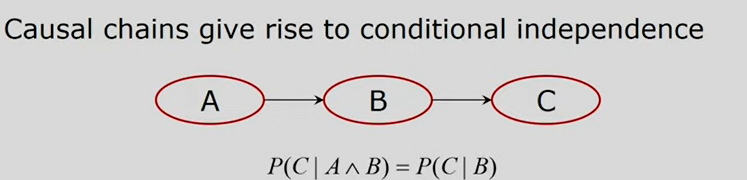 Causal chains give rise to conditional independence
A B C
P(C | A ∧ B) = P(C | B)